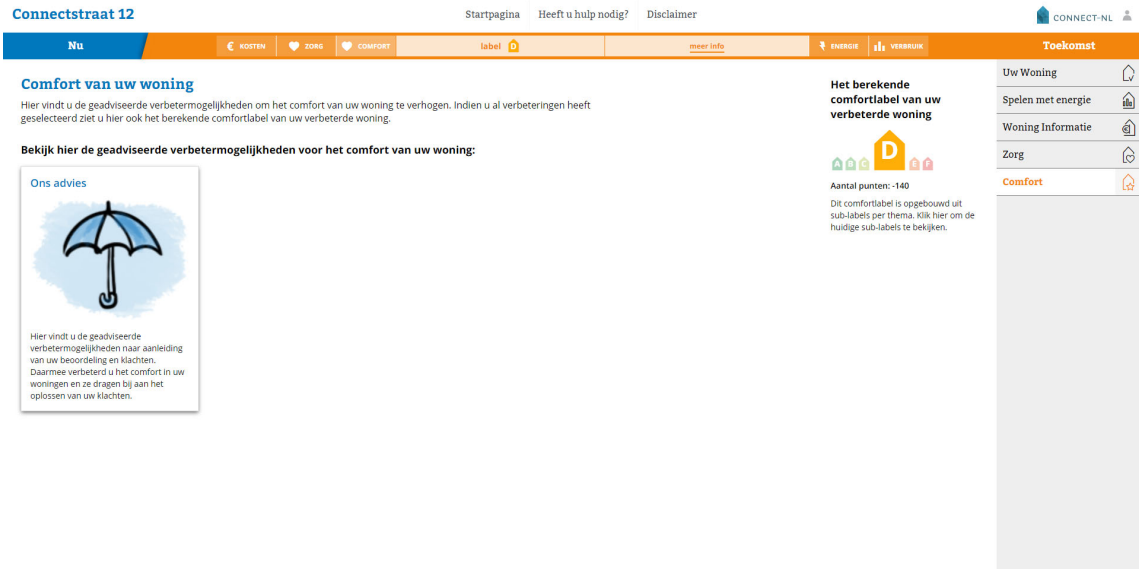 Connectstraat 12
Startpagina Heeft u hulp nodig? Disclaimer
CONNECT-NL
Nu
€ KOSTEN
ZORG
COMFORT
label D
meer info
ENERGIE
VERBRUIK
Toekomst
Comfort van uw woning
Hier vindt u de geadviseerde verbetermogelijkheden om het comfort van uw woning te verhogen. Indien u al verbeteringen heeft
geselecteerd ziet u hier ook het berekende comfortlabel van uw verbeterde woning.
Bekijk hier de geadviseerde verbetermogelijkheden voor het comfort van uw woning:
Ons advies
Hier vindt u de geadviseerde
verbetermogelijkheden naar aanleiding
van uw beoordeling en klachten.
Daarmee verbeterd u het comfort in uw
woningen en ze dragen bij aan het
oplossen van uw klachten.
Het berekende
comfortlabel van uw
verbeterde woning
A B C D E F
Aantal punten: -140
Dit comfortlabel is opgebouwd uit
sub-labels per thema. Klik hier om de
huidige sub-labels te bekijken.
Uw Woning
Spelen met energie
Woning Informatie
Zorg
Comfort